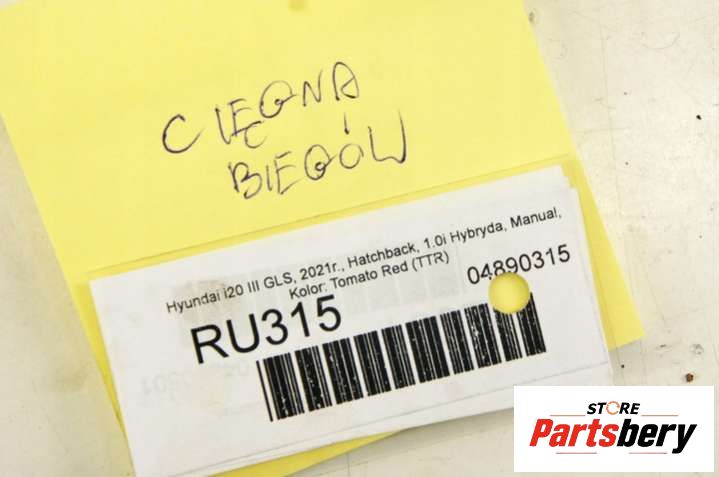 CIĘGNA
BIEGÓW
Hyundai i20 III GLS, 2021r., Hatchback, 1.0i Hybryda, Manual,
Kolor: Tomato Red (TTR)
RU315
04890315
STORE
Partsbery